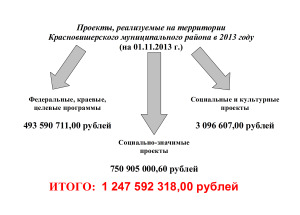 Проекты, реализуемые на территории
Красновишерского муниципального района в 2013 году
(на 01.11.2013 г.)
Федеральные, краевые,
целевые программы
493 590 711,00 рублей
Социальные и культурные
проекты
3 096 607,00 рублей
Социально-значимые
проекты
750 905 000,60 рублей
ИТОГО: 1 247 592 318,00 рублей